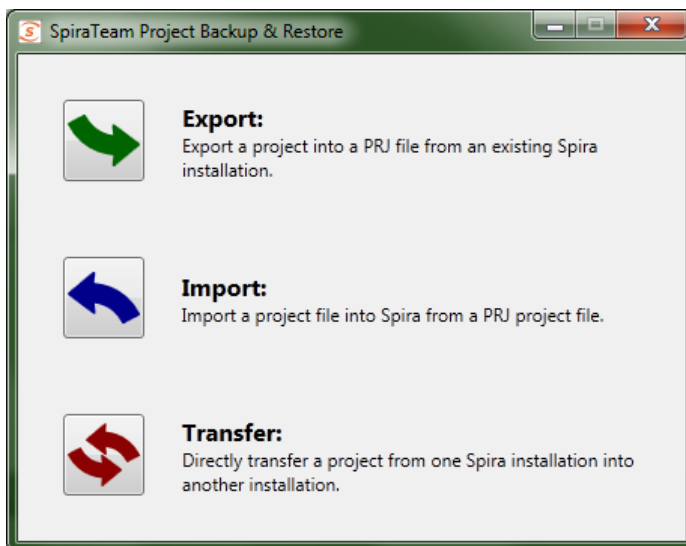 SpiraTeam Project Backup & Restore
Export:
Export a project into a PRJ file from an existing Spira
installation.
Import:
Import a project file into Spira from a PRJ project file.
Transfer:
Directly transfer a project from one Spira installation into
another installation.